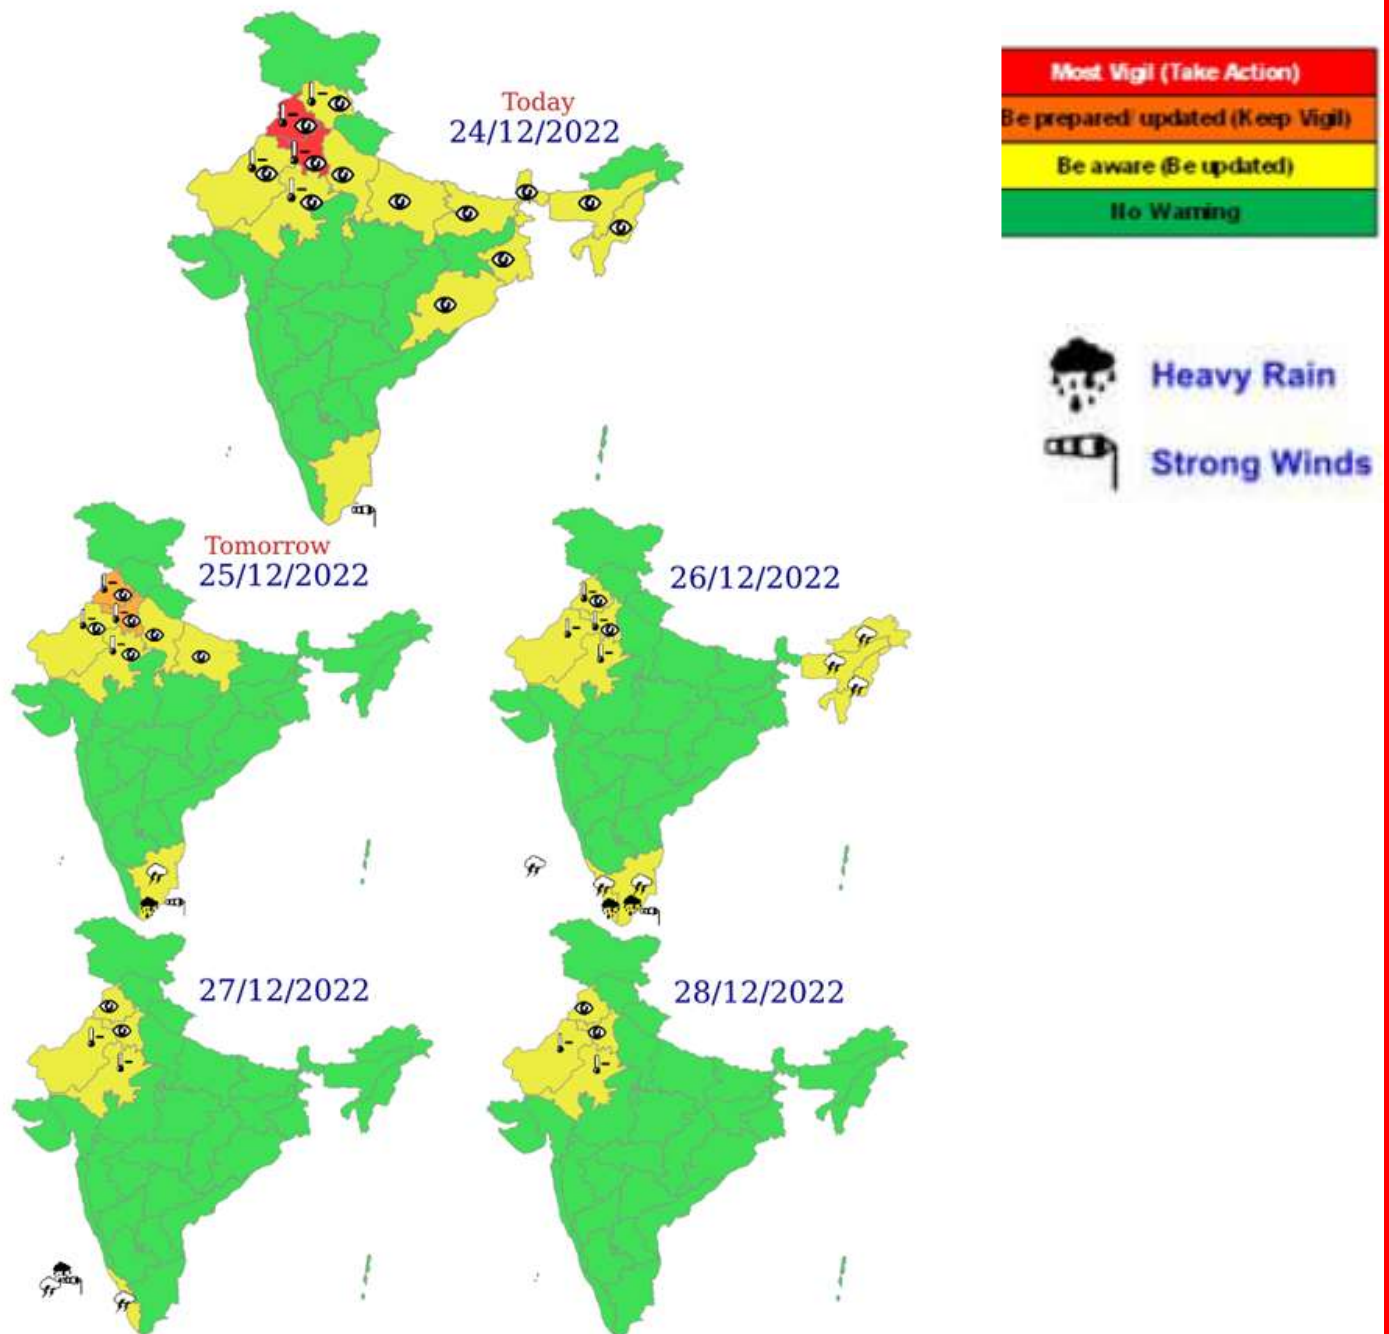 Today
24/12/2022
Most Vigil (Take Action)
Be prepared/ updated (Keep Vigil)
Be aware (Be updated)
No Warning
Heavy Rain
Strong Winds
Tomorrow
25/12/2022
26/12/2022
27/12/2022
28/12/2022